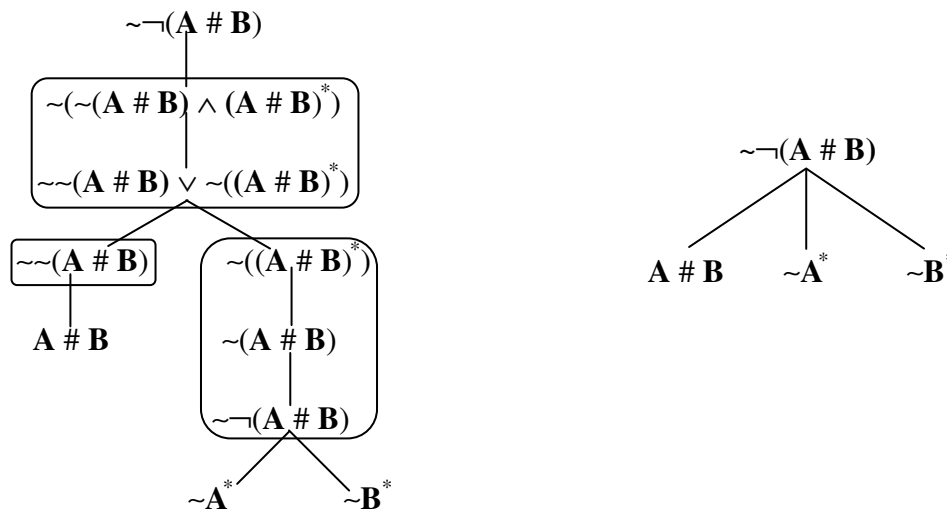 ~¬(A # B)
~(~(A # B) ∧ (A # B)*)
~~(A # B) ∨ ~((A # B)*)
~~(A # B)
~((A # B)*)
A # B
~(A # B)
~¬(A # B)
~A*
~B*
~¬(A # B)
A # B
~A*
~B*